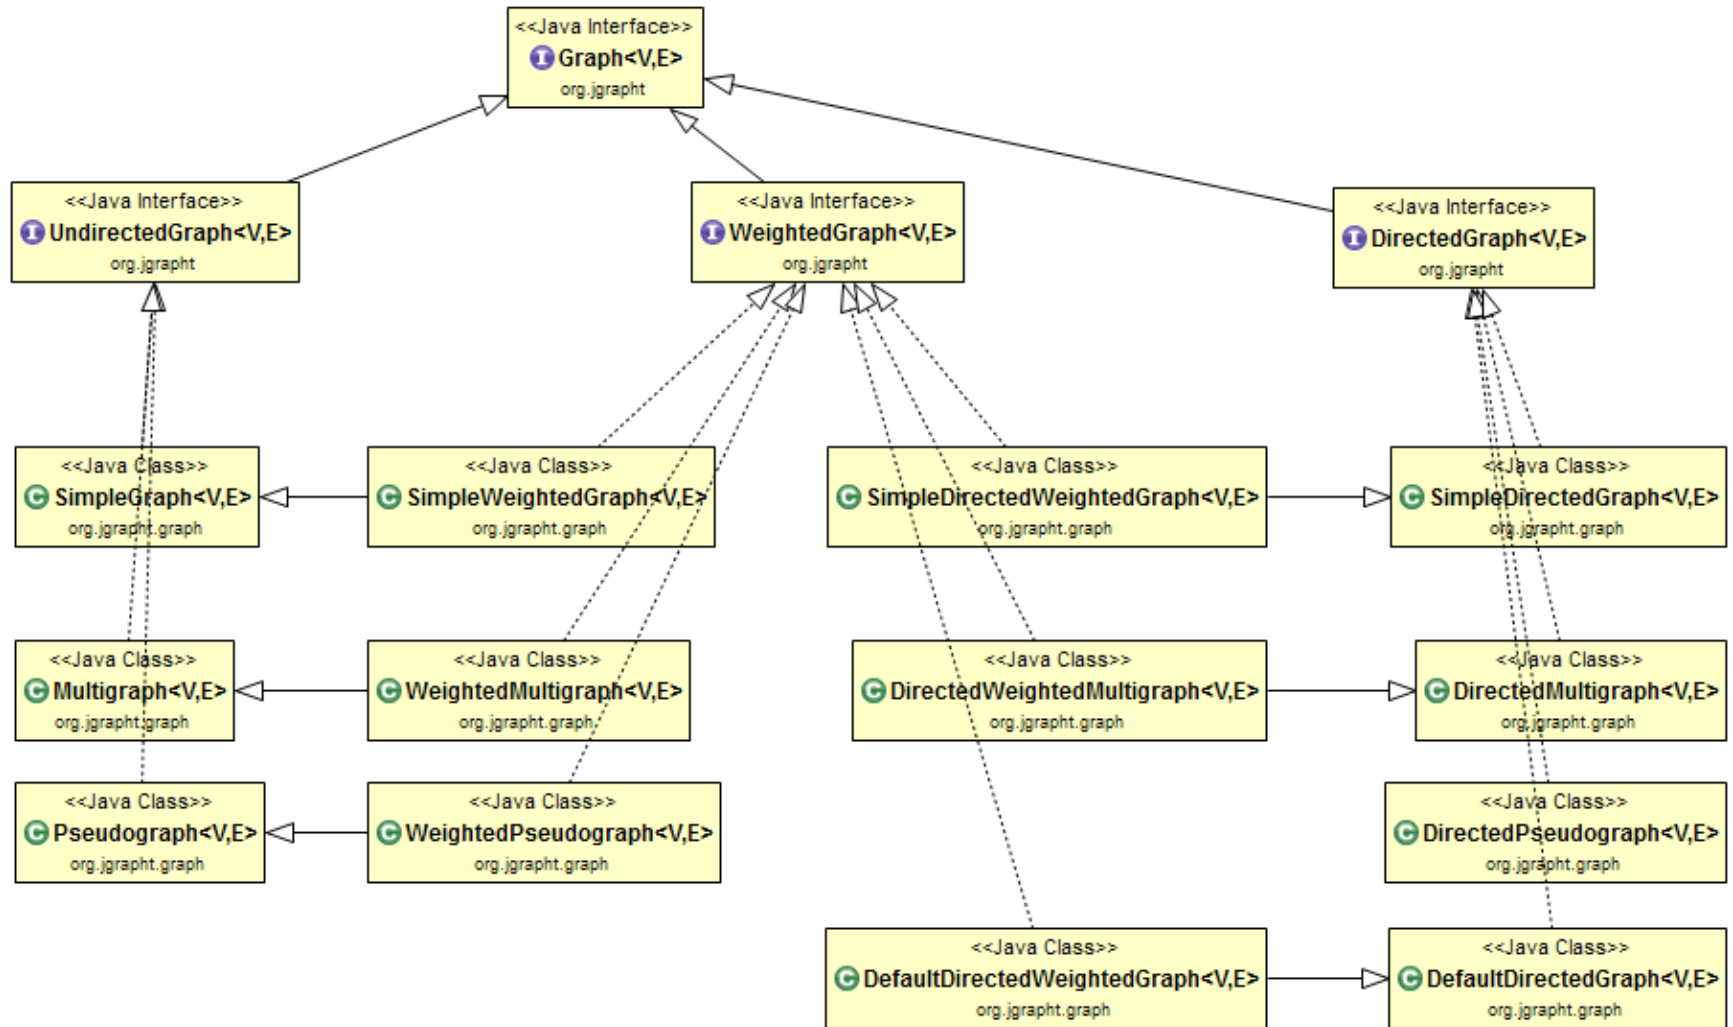 <<Java Interface>>
Graph<V,E>
org.jgrapht
<<Java Interface>>
UndirectedGraph<V,E>
org.jgrapht
<<Java Interface>>
WeightedGraph<V,E>
org.jgrapht
<<Java Interface>>
DirectedGraph<V,E>
org.jgrapht
<<Java Class>>
SimpleGraph<V,E>
org.jgrapht.graph
<<Java Class>>
SimpleWeightedGraph<V,E>
org.jgrapht.graph
<<Java Class>>
SimpleDirectedWeightedGraph<V,E>
org.jgrapht.graph
<<Java Class>>
SimpleDirectedGraph<V,E>
org.jgrapht.graph
<<Java Class>>
Multigraph<V,E>
org.jgrapht.graph
<<Java Class>>
WeightedMultigraph<V,E>
org.jgrapht.graph
<<Java Class>>
DirectedWeightedMultigraph<V,E>
org.jgrapht.graph
<<Java Class>>
DirectedMultigraph<V,E>
org.jgrapht.graph
<<Java Class>>
Pseudograph<V,E>
org.jgrapht.graph
<<Java Class>>
WeightedPseudograph<V,E>
org.jgrapht.graph
<<Java Class>>
DirectedPseudograph<V,E>
org.jgrapht.graph
<<Java Class>>
DefaultDirectedWeightedGraph<V,E>
org.jgrapht.graph
<<Java Class>>
DefaultDirectedGraph<V,E>
org.jgrapht.graph